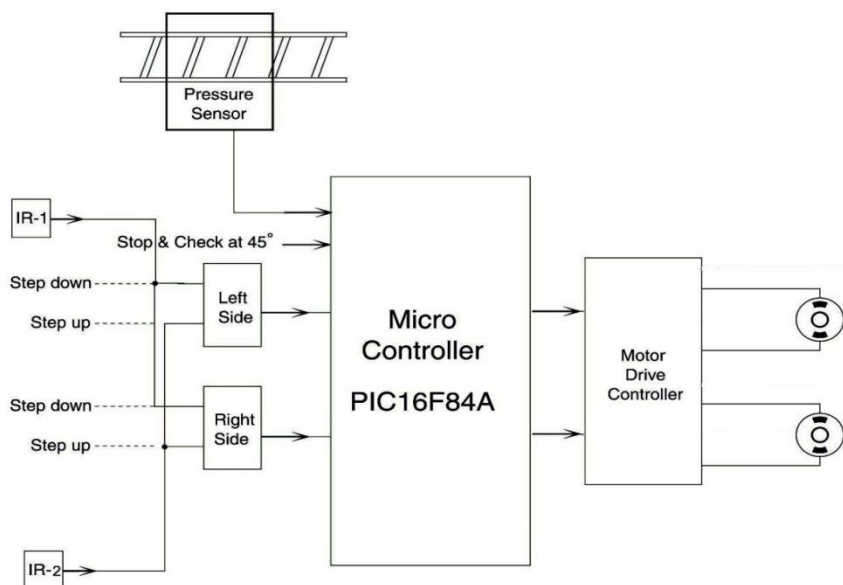 Pressure
Sensor
IR-1
Stop & Check at 45°
Step down
Step up
Left
Side
Step down
Step up
Right
Side
IR-2
Micro
Controller
PIC16F84A
Motor
Drive
Controller